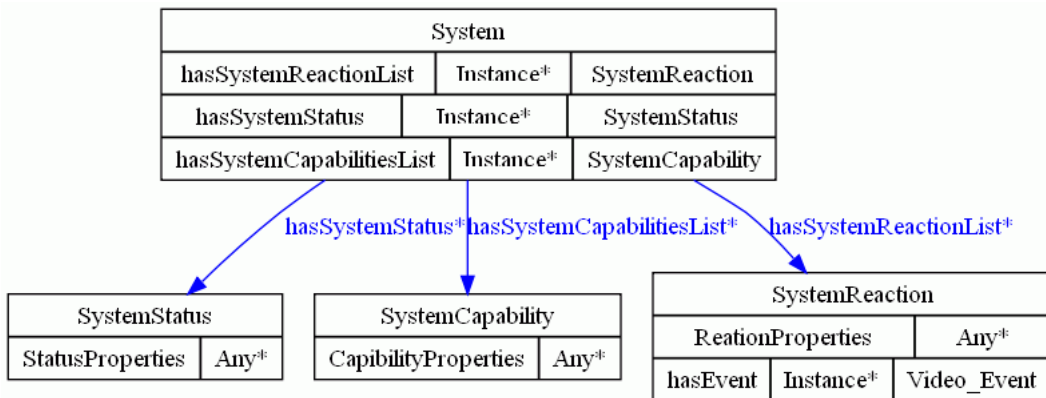 System
hasSystemReactionList Instance* SystemReaction
hasSystemStatus Instance* SystemStatus
hasSystemCapabilitiesList Instance* SystemCapability
hasSystemStatus* hasSystemCapabilitiesList* hasSystemReactionList*
SystemStatus
StatusProperties Any*
SystemCapability
CapibilityProperties Any*
SystemReaction
ReationProperties Any*
hasEvent Instance* Video_Event